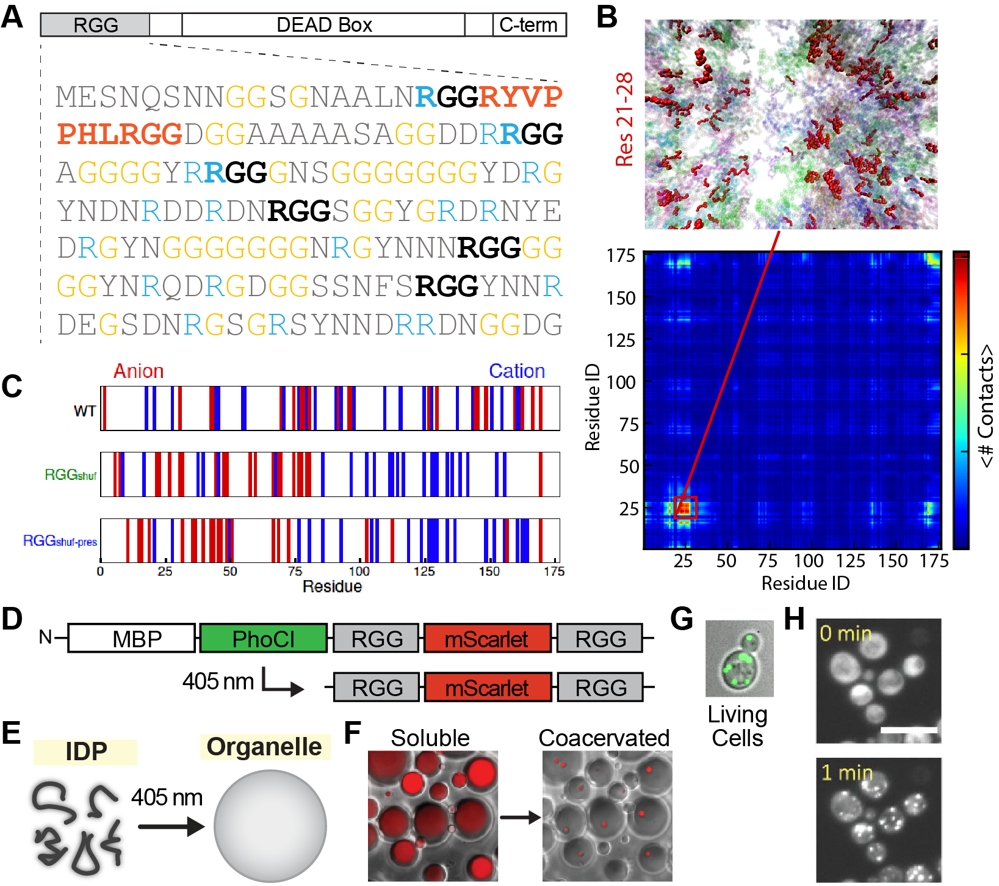 A
RGG
DEAD Box
C-term
MESNQSNNGGSGNAALNRGGRYVP
PHLRGGDGGAAAAASAGGDDRRGG
AGGGGYRRGGGNSGGGGGGGYDRG
YNDNRDDRDNRGGSGGYGRDRNYE
DRGYNGGGGGGGNRGYNNNRGGGG
GGYNRQDRGDGGSSNFSRGGYNNR
DEGSDNRGSGRSYNNDRRDNGGDG
B
Res 21-28
175
150
125
100
75
50
25
Residue ID
25 50 75 100 125 150 175
Residue ID
<# Contacts>
C
Anion Cation
WT
RGGshuf
RGGshuf-pres
0 25 50 75 100 125 150 175
Residue
D
N MBP PhoCl RGG mScarlet RGG
405 nm RGG mScarlet RGG
E
IDP
405 nm
Organelle
F
Soluble
Coacervated
G
Living
Cells
H
0 min
1 min